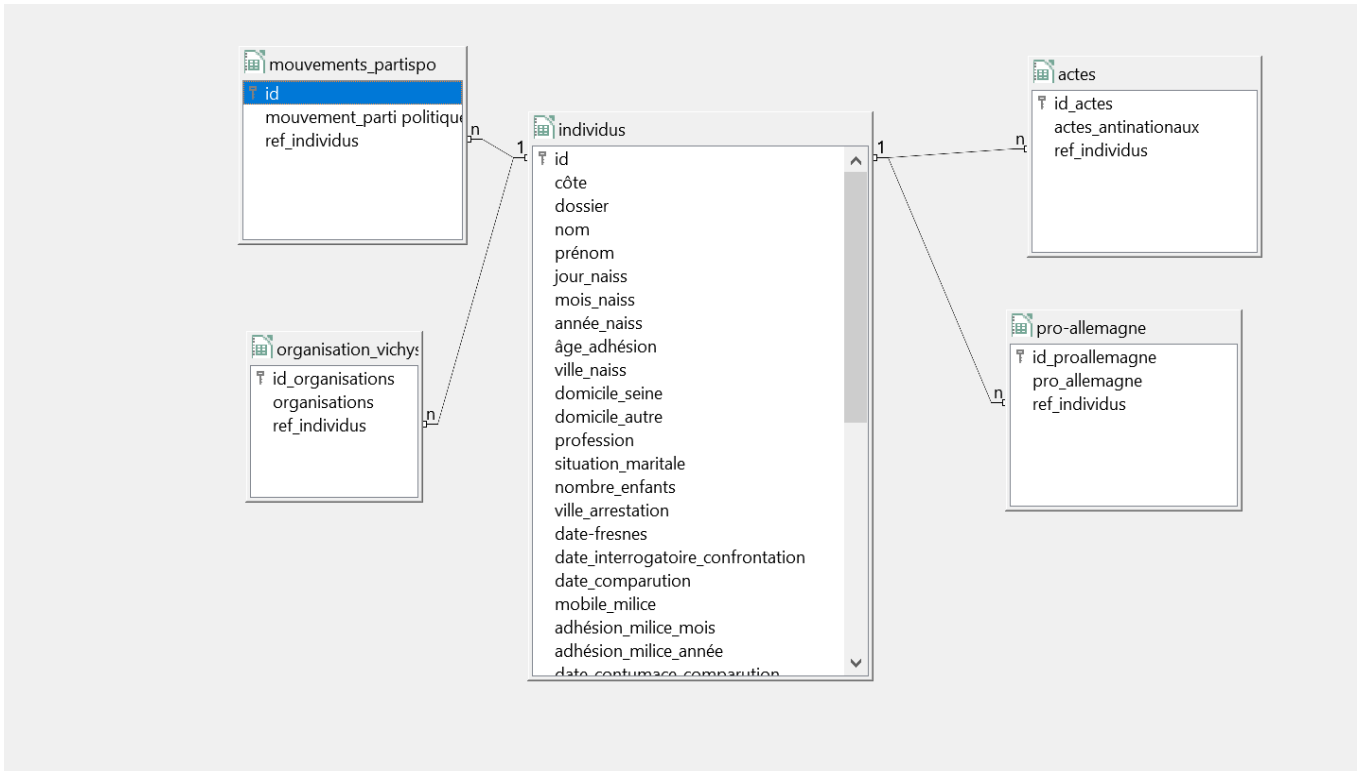 mouvements_partispo
id
mouvement_parti politique
ref_individus
n
organisation_vichys
id_organisations
organisations
ref_individus
n
1
individus
id
côte
dossier
nom
prénom
jour_naiss
mois_naiss
année_naiss
âge_adhésion
ville_naiss
domicile_seine
domicile_autre
profession
situation_maritale
nombre_enfants
ville_arrestation
date-fresnes
date_interrogatoire_confrontation
date_comparution
mobile_milice
adhésion_milice_mois
adhésion_milice_année
date_contumace_comparution
1
n
actes
id_actes
actes_antinationaux
ref_individus
n
pro-allemagne
id_proallemagne
pro_allemagne
ref_individus